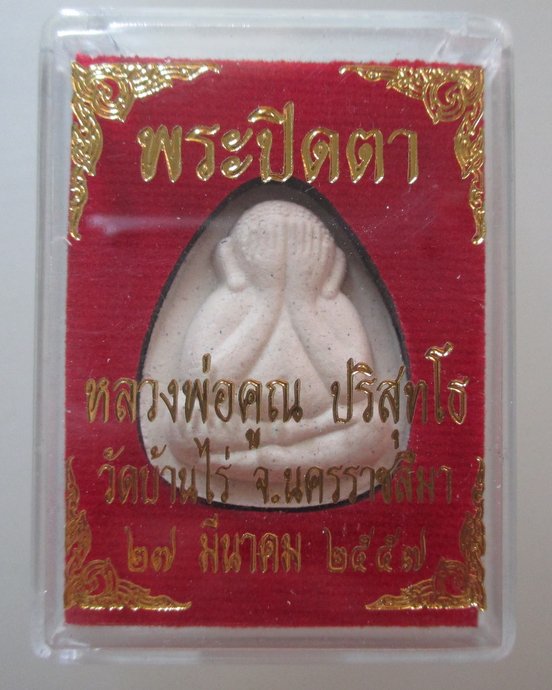 พระปิดตา
หลวงพ่อคูณ ปริสุทโธ
วัดบ้านไร่ จ.นครราชสีมา
๒๗ มีนาคม ๒๕๕๗